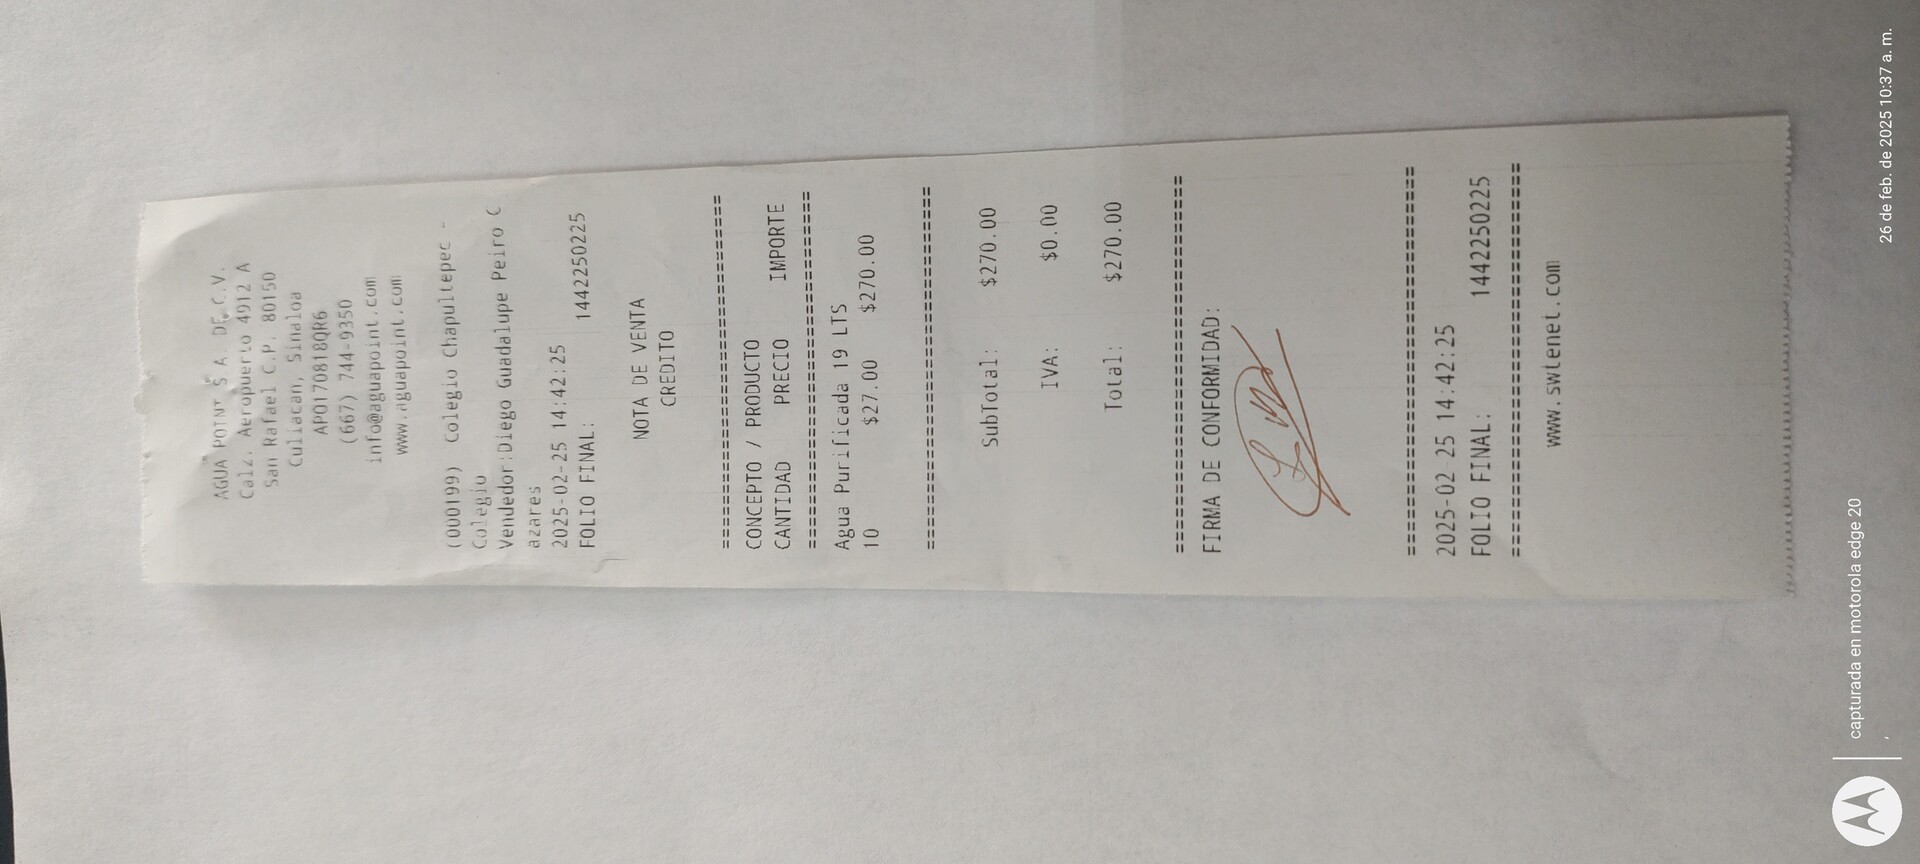 AGUA POINT S A DE C.V.
Calz. Aeropuerto 4912 A
San Rafael C.P. 80150
Culiacan, Sinaloa
APO170818QR6
(667) 744-9350
info@aguapoint.com
www.aguapoint.com
(000199) Colegio Chapultepec -
Colegio
Vendedor:Diego Guadalupe Peiro C
azares
2025-02-25 14:42:25
FOLIO FINAL: 1442250225
NOTA DE VENTA
CREDITO
================================
CONCEPTO / PRODUCTO
CANTIDAD PRECIO IMPORTE
================================
Agua Purificada 19 LTS
10 $27.00 $270.00
================================
SubTotal: $270.00
IVA: $0.00
Total: $270.00
================================
FIRMA DE CONFORMIDAD:
================================
2025-02-25 14:42:25
FOLIO FINAL: 1442250225
================================
www.swtenet.com
capturada en motorola edge 20
26 de feb. de 2025 10:37 a. m.